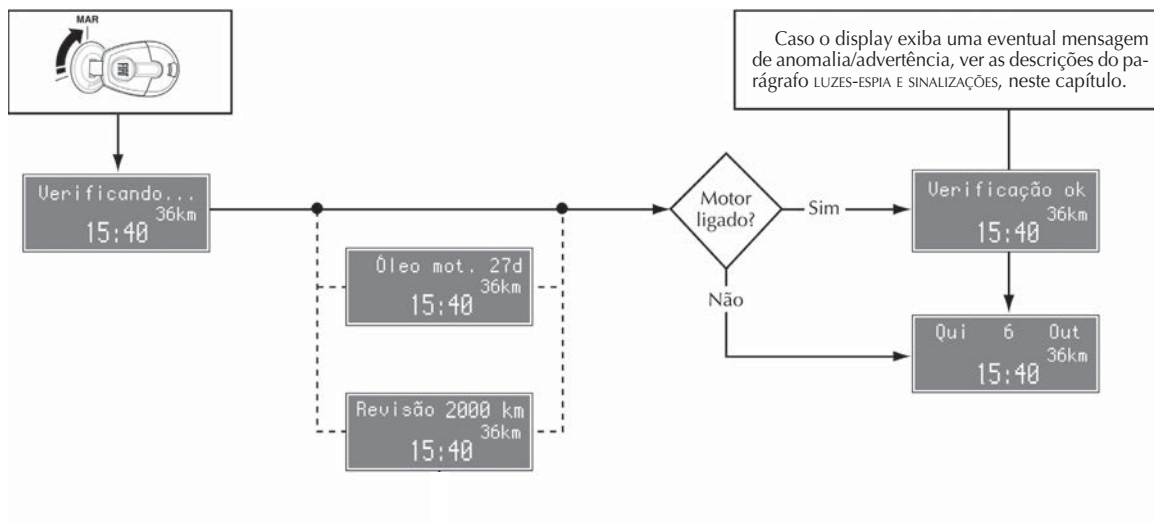 MAR
FIAT
Caso o display exiba uma eventual mensagem
de anomalia/advertência, ver as descrições do pa-
rágrafo LUZES-ESPIA E SINALIZAÇÕES, neste capítulo.
Verificando...
36km
15:40
Óleo mot. 27d
36km
15:40
Revisão 2000 km
36km
15:40
Motor
ligado?
Sim
Não
Verificação ok
36km
15:40
Qui 6 Out
36km
15:40